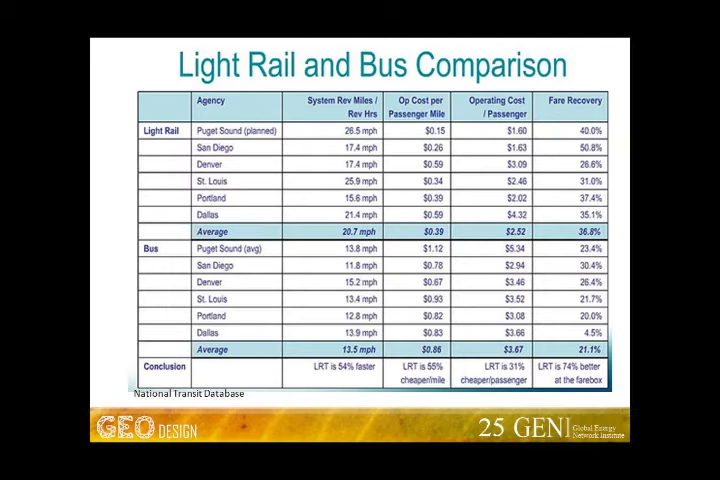 Light Rail and Bus Comparison
Agency System Rev Miles / Rev Hrs Op Cost per Passenger Mile Operating Cost / Passenger Fare Recovery
Light Rail Puget Sound (planned) 26.5 mph $0.15 $1.60 40.0%
San Diego 17.4 mph $0.26 $1.63 50.8%
Denver 17.4 mph $0.59 $3.09 26.6%
St. Louis 25.9 mph $0.34 $2.46 31.0%
Portland 15.6 mph $0.39 $2.02 37.4%
Dallas 21.4 mph $0.59 $4.32 35.1%
Average 20.7 mph $0.39 $2.52 36.8%
Bus Puget Sound (avg) 13.8 mph $1.12 $5.34 23.4%
San Diego 11.8 mph $0.78 $2.94 30.4%
Denver 15.2 mph $0.67 $3.46 26.4%
St. Louis 13.4 mph $0.93 $3.52 21.7%
Portland 12.8 mph $0.82 $3.08 20.0%
Dallas 13.9 mph $0.83 $3.66 4.5%
Average 13.5 mph $0.86 $3.67 21.1%
Conclusion LRT is 54% faster LRT is 55% cheaper/mile LRT is 31% cheaper/passenger LRT is 74% better at the farebox
National Transit Database
GEO DESIGN
25 GENI Global Energy
Network Institute